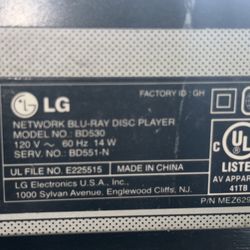 FACTORY ID : GH
LG
NETWORK BLU-RAY DISC PLAYER
MODEL NO.: BD530
120 V ~ 60 Hz 14 W
SERV. NO.: BD551-N
C UL
LISTE
AV APPAR
41TB
UL FILE NO. E225515 MADE IN CHINA
LG Electronics U.S.A., Inc.
1000 Sylvan Avenue, Englewood Cliffs, NJ.
P/N MEZ629